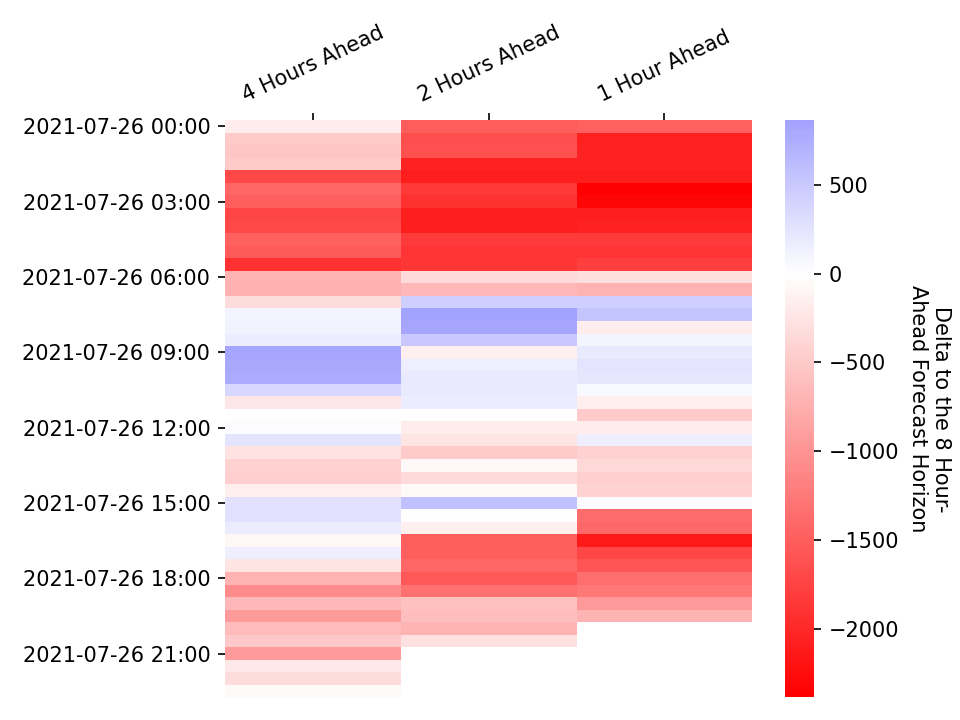 4 Hours Ahead
2 Hours Ahead
1 Hour Ahead
2021-07-26 00:00
2021-07-26 03:00
2021-07-26 06:00
2021-07-26 09:00
2021-07-26 12:00
2021-07-26 15:00
2021-07-26 18:00
2021-07-26 21:00
500
0
−500
−1000
−1500
−2000
Delta to the 8 Hour-
Ahead Forecast Horizon